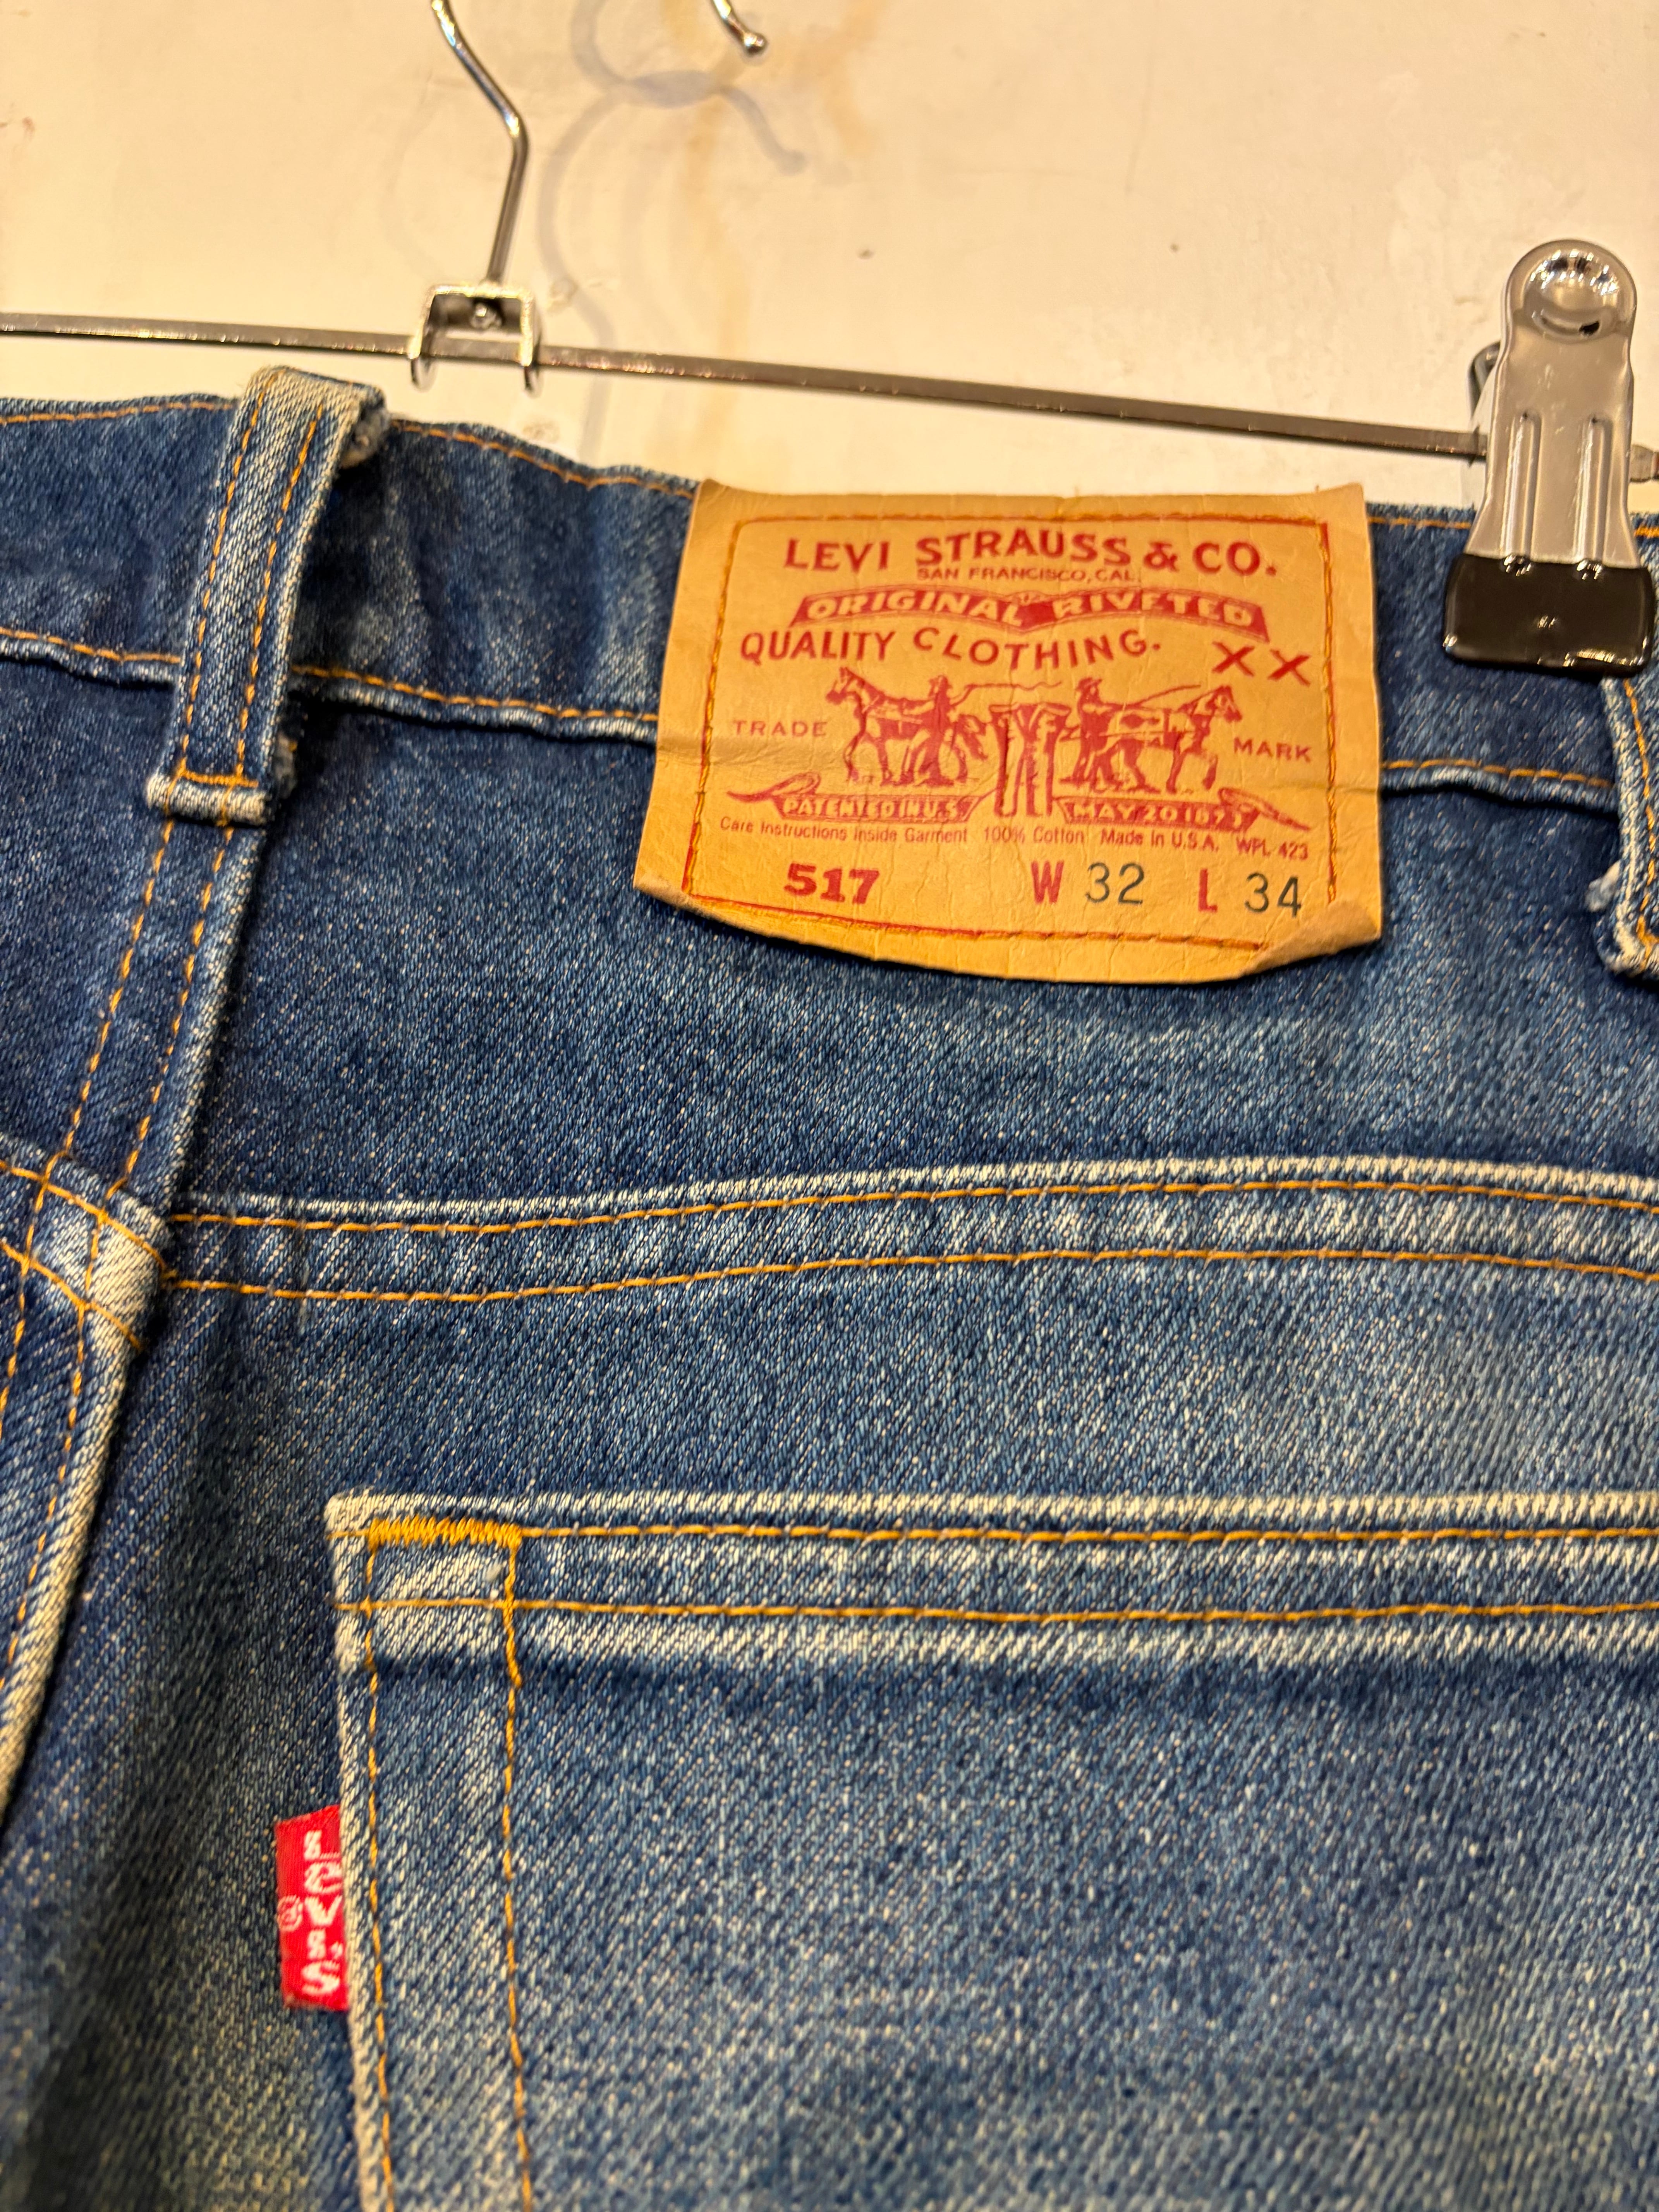 LEVI STRAUSS & CO.
SAN FRANCISCO, CAL.
ORIGINAL RIVETED
QUALITY CLOTHING. XX
TRADE MARK
PATENTED IN U.S. MAY 20 1873
Care Instructions Inside Garment 100% Cotton Made In U.S.A. WPL 423
517 W 32 L 34
LEVI'S
®